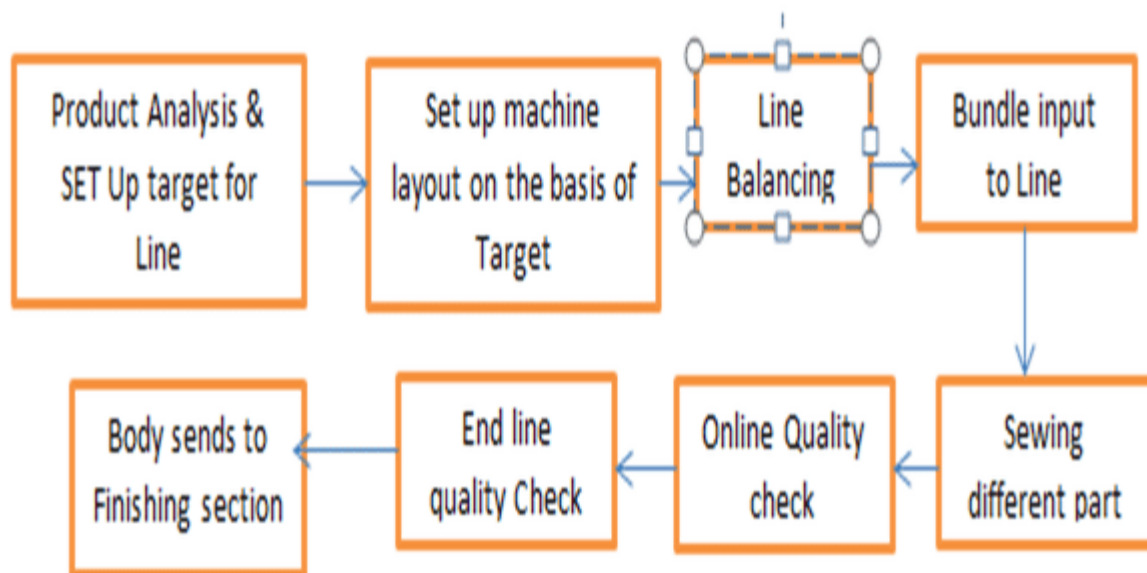 Product Analysis &
SET Up target for
Line
Set up machine
layout on the basis of
Target
Line
Balancing
Bundle input
to Line
Sewing
different part
Online Quality
check
End line
quality Check
Body sends to
Finishing section